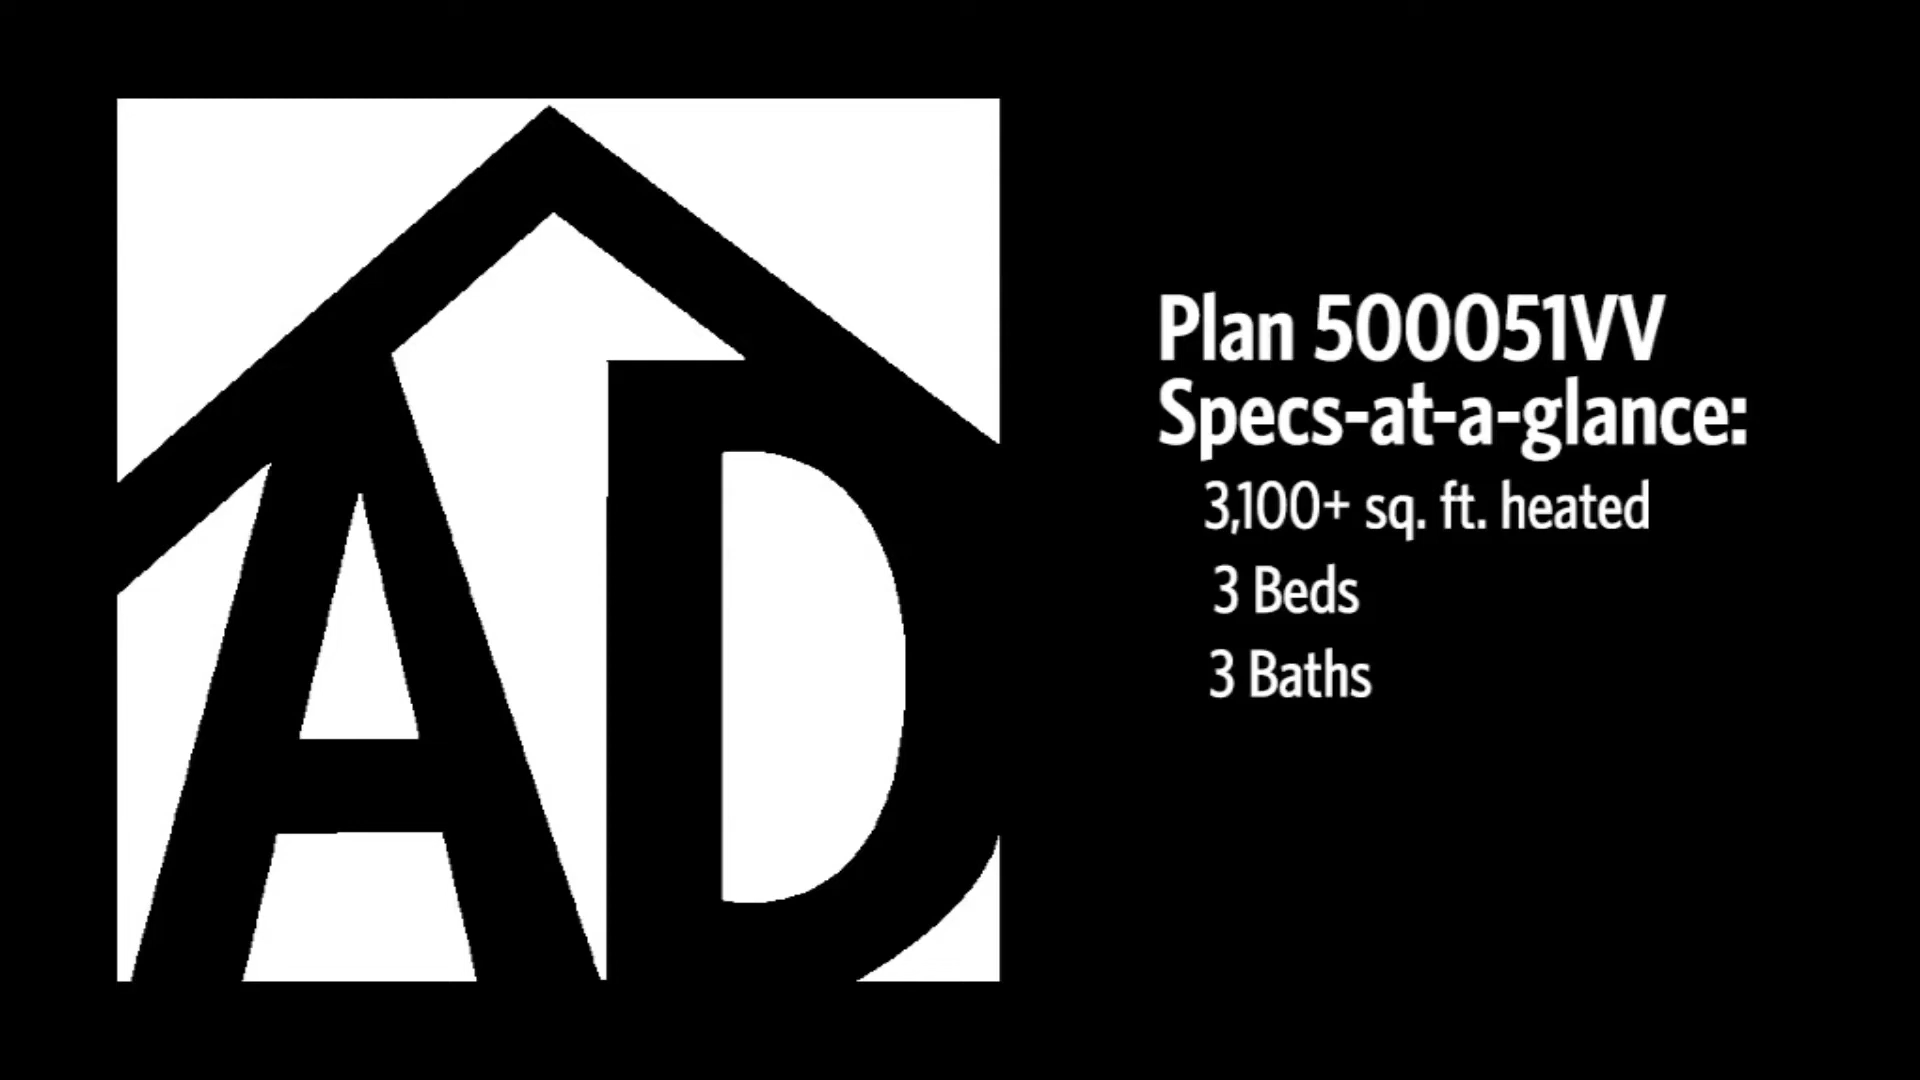 AD
Plan 500051VV
Specs-at-a-glance:
3,100+ sq. ft. heated
3 Beds
3 Baths